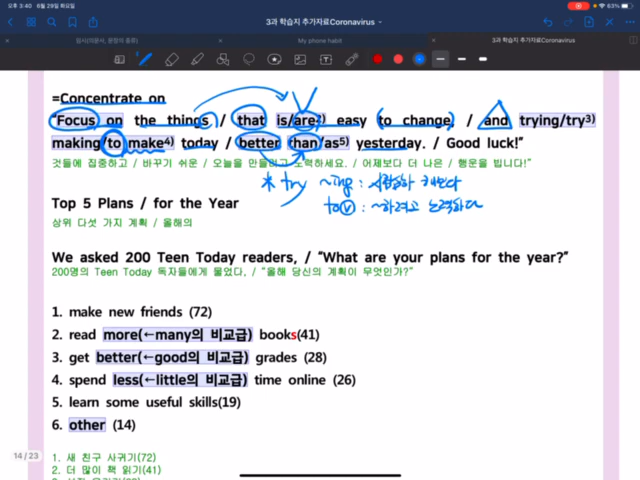 오후 3:40 6월 29일 화요일
3과 학습지 추가자료Coronavirus
My phone habit
3과 학습지 추가자료Coronavirus
=Concentrate on
“Focus on the things / that is/are2) easy to change, / and trying/try3)
making/to make4) today / better than/as5) yesterday. / Good luck!”
것들에 집중하고 / 바꾸기 쉬운 / 오늘을 만들려고 노력하세요. / 어제보다 더 나은 / 행운을 빕니다!”
* try ~ing : 시험삼아 해보다
to ⓥ : ~하려고 노력하다
Top 5 Plans / for the Year
상위 다섯 가지 계획 / 올해의
We asked 200 Teen Today readers, / “What are your plans for the year?”
200명의 Teen Today 독자들에게 물었다, / “올해 당신의 계획이 무엇인가?”
1. make new friends (72)
2. read more(←many의 비교급) books(41)
3. get better(←good의 비교급) grades (28)
4. spend less(←little의 비교급) time online (26)
5. learn some useful skills(19)
6. other (14)
14 / 23
1. 새 친구 사귀기(72)
2. 더 많이 책 읽기(41)